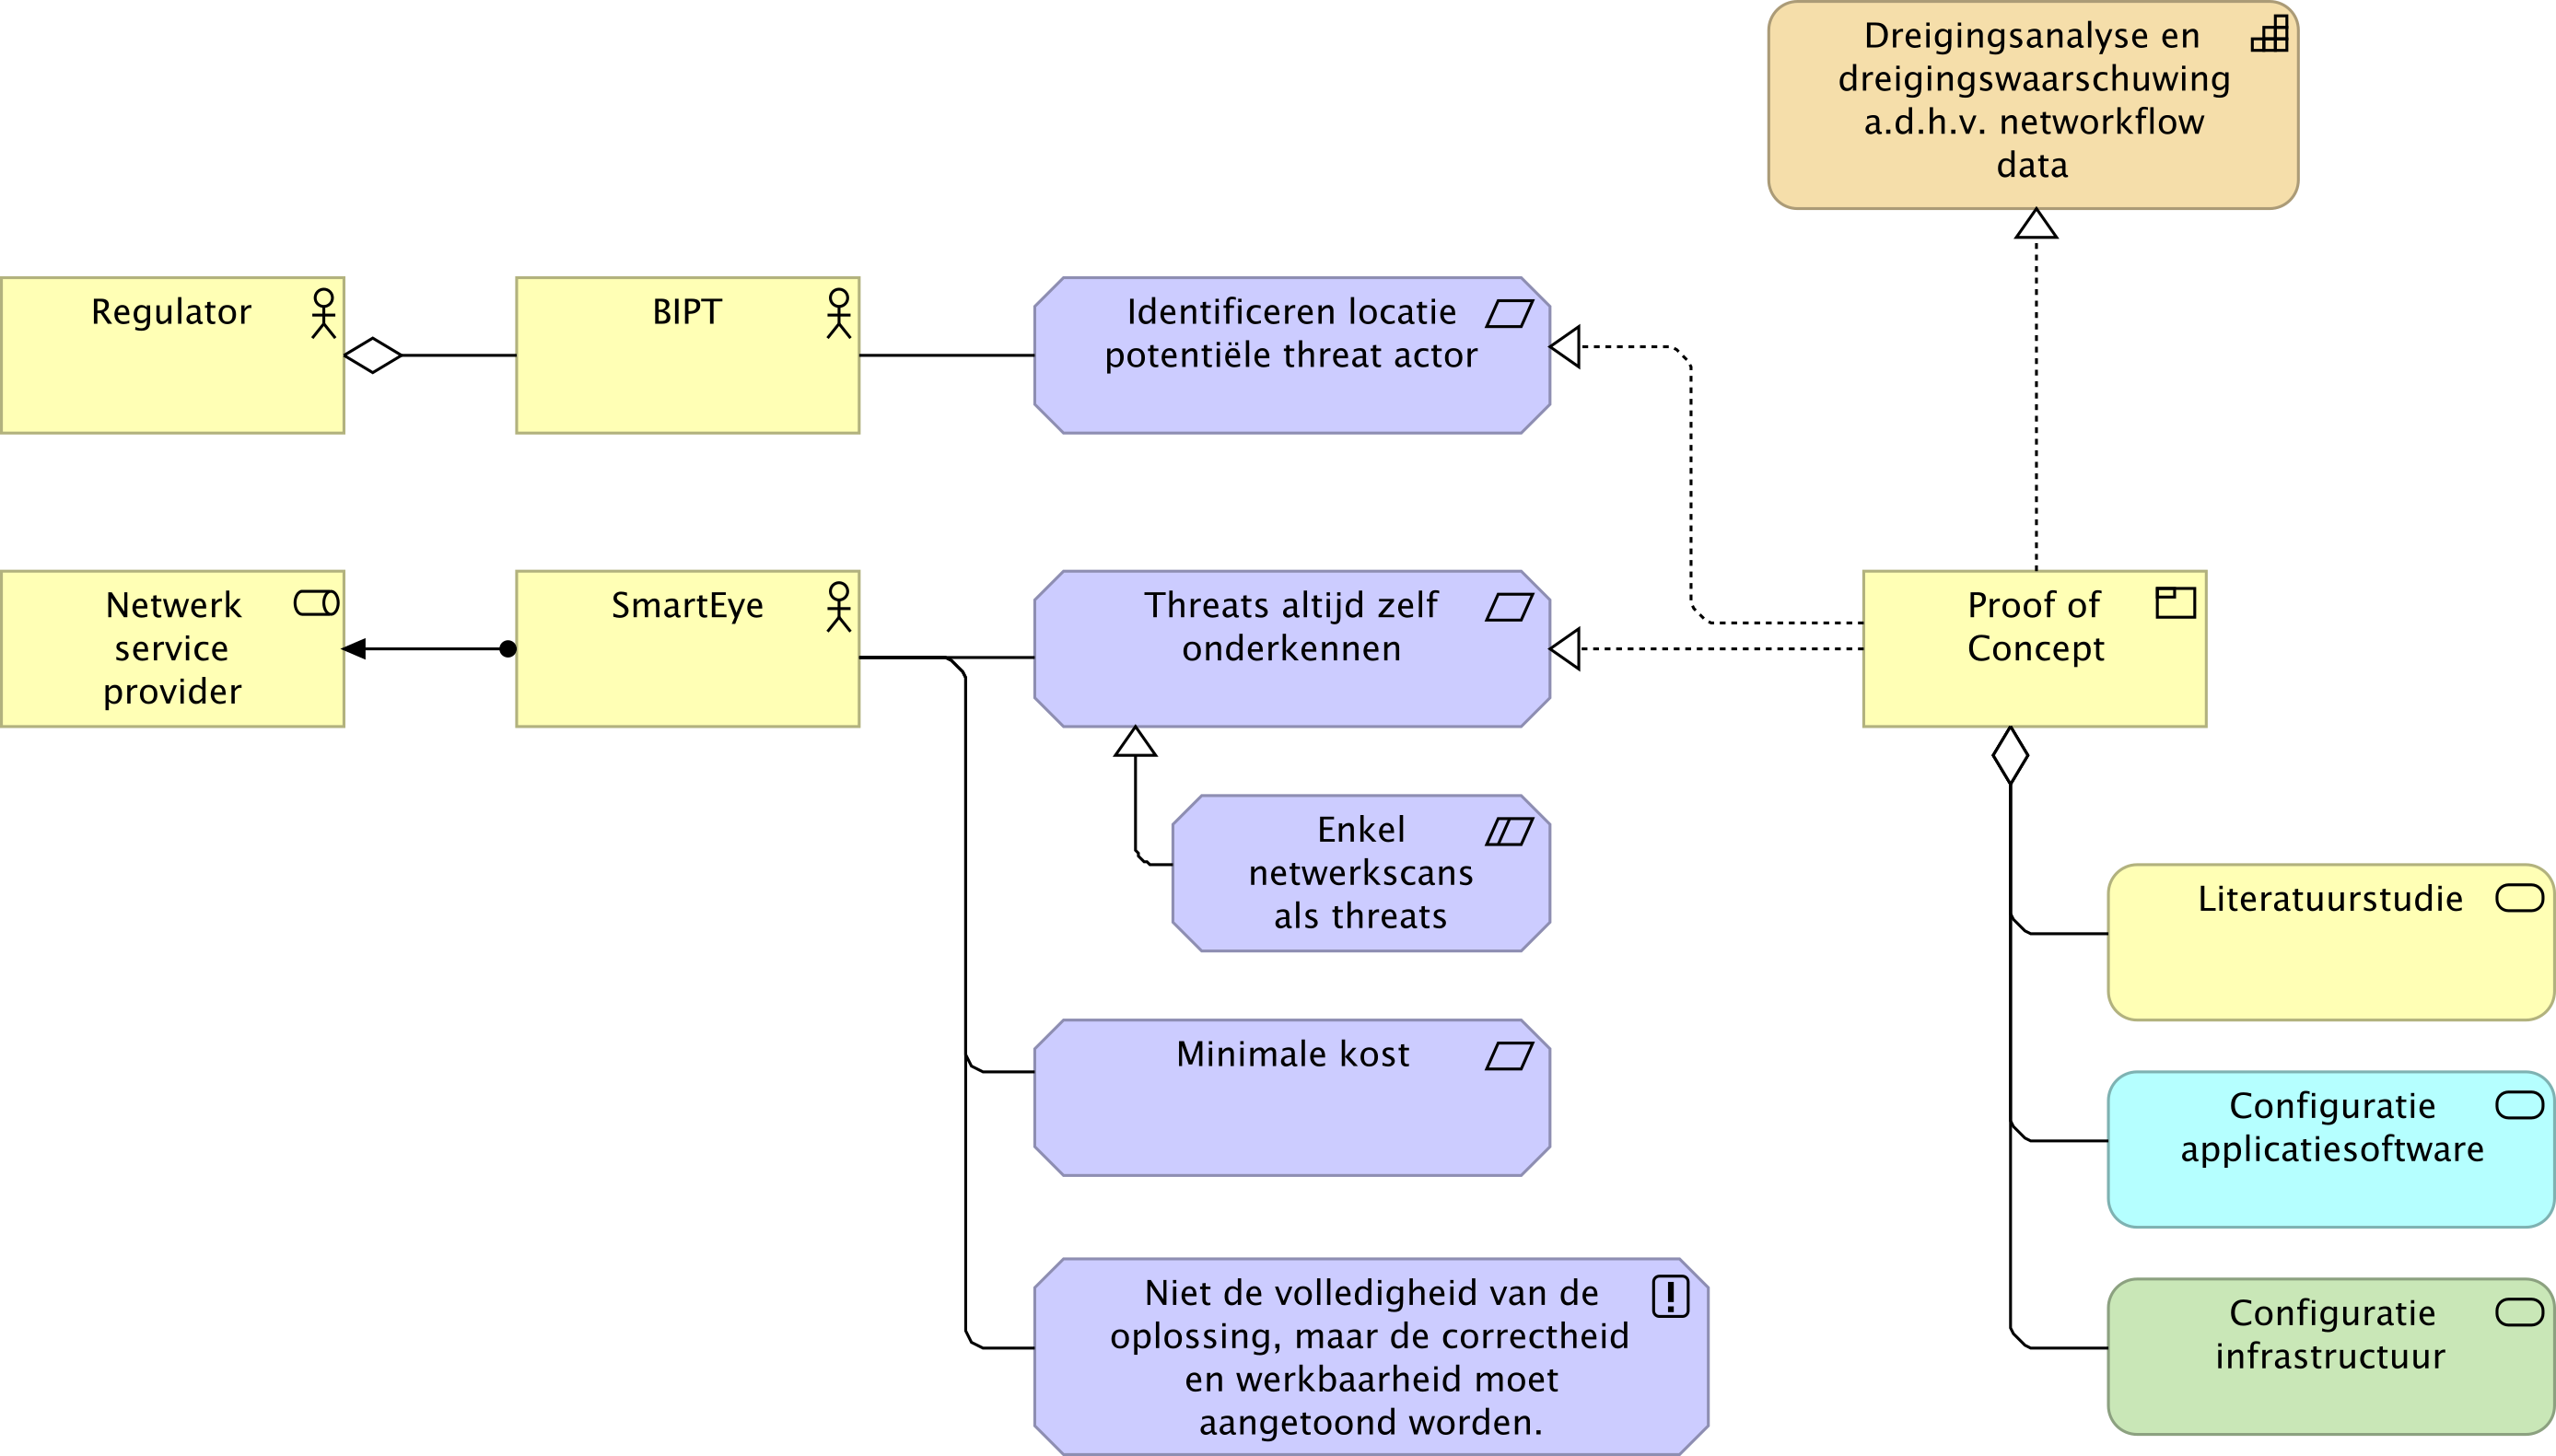 Dreigingsanalyse en
dreigingswaarschuwing
a.d.h.v. networkflow
data
Regulator
BIPT
Identificeren locatie
potentiële threat actor
Netwerk
service
provider
SmartEye
Threats altijd zelf
onderkennen
Proof of
Concept
Enkel
netwerkscans
als threats
Literatuurstudie
Minimale kost
Configuratie
applicatiesoftware
Niet de volledigheid van de
oplossing, maar de correctheid
en werkbaarheid moet
aangetoond worden.
Configuratie
infrastructuur